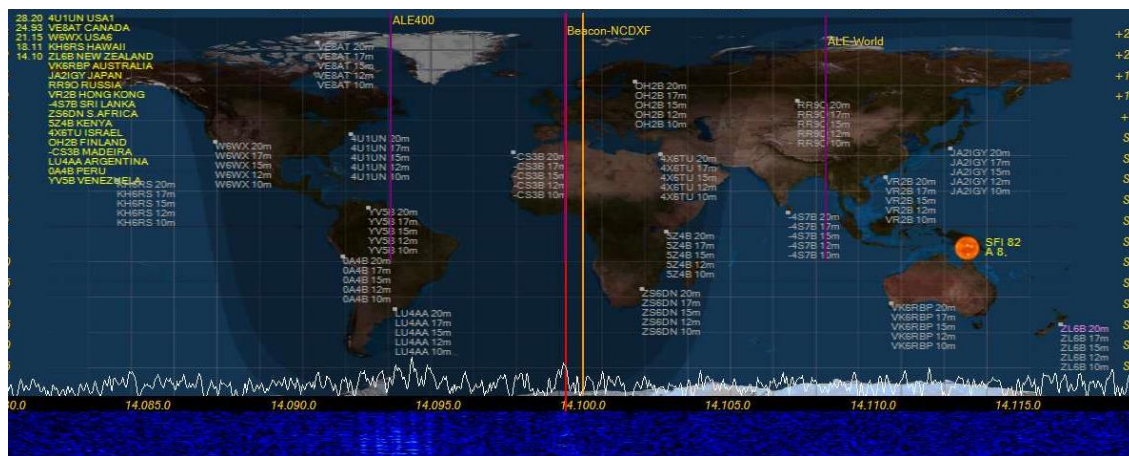 28.20 4U1UN USA1
24.93 VE8AT CANADA
21.15 W6WX USA6
18.11 KH6RS HAWAII
14.10 ZL6B NEW ZEALAND
VK6RBP AUSTRALIA
JA2IGY JAPAN
RR9O RUSSIA
VR2B HONG KONG
-4S7B SRI LANKA
ZS6DN S.AFRICA
5Z4B KENYA
4X6TU ISRAEL
OH2B FINLAND
-CS3B MADEIRA
LU4AA ARGENTINA
0A4B PERU
YV5B VENEZUELA
ALE400
Beacon-NCDXF
ALE-World
VE8AT 20m
VE8AT 17m
VE8AT 15m
VE8AT 12m
VE8AT 10m
OH2B 20m
OH2B 17m
OH2B 15m
OH2B 12m
OH2B 10m
RR9O 20m
RR9O 17m
RR9O 15m
RR9O 12m
RR9O 10m
4U1UN 20m
4U1UN 17m
4U1UN 15m
4U1UN 12m
4U1UN 10m
W6WX 20m
W6WX 17m
W6WX 15m
W6WX 12m
W6WX 10m
-CS3B 20m
-CS3B 17m
-CS3B 15m
-CS3B 12m
-CS3B 10m
4X6TU 20m
4X6TU 17m
4X6TU 15m
4X6TU 12m
4X6TU 10m
JA2IGY 20m
JA2IGY 17m
JA2IGY 15m
JA2IGY 12m
JA2IGY 10m
KH6RS 20m
KH6RS 17m
KH6RS 15m
KH6RS 12m
KH6RS 10m
VR2B 20m
VR2B 17m
VR2B 15m
VR2B 12m
VR2B 10m
YV5B 20m
YV5B 17m
YV5B 15m
YV5B 12m
YV5B 10m
-4S7B 20m
-4S7B 17m
-4S7B 15m
-4S7B 12m
-4S7B 10m
5Z4B 20m
5Z4B 17m
5Z4B 15m
5Z4B 12m
5Z4B 10m
SFI 82
A 8,
0A4B 20m
0A4B 17m
0A4B 15m
0A4B 12m
0A4B 10m
ZS6DN 20m
ZS6DN 17m
ZS6DN 15m
ZS6DN 12m
ZS6DN 10m
VK6RBP 20m
VK6RBP 17m
VK6RBP 15m
VK6RBP 12m
VK6RBP 10m
LU4AA 20m
LU4AA 17m
LU4AA 15m
LU4AA 12m
LU4AA 10m
ZL6B 20m
ZL6B 17m
ZL6B 15m
ZL6B 12m
ZL6B 10m
14.085.0 14.090.0 14.095.0 14.100.0 14.105.0 14.110.0 14.115.0